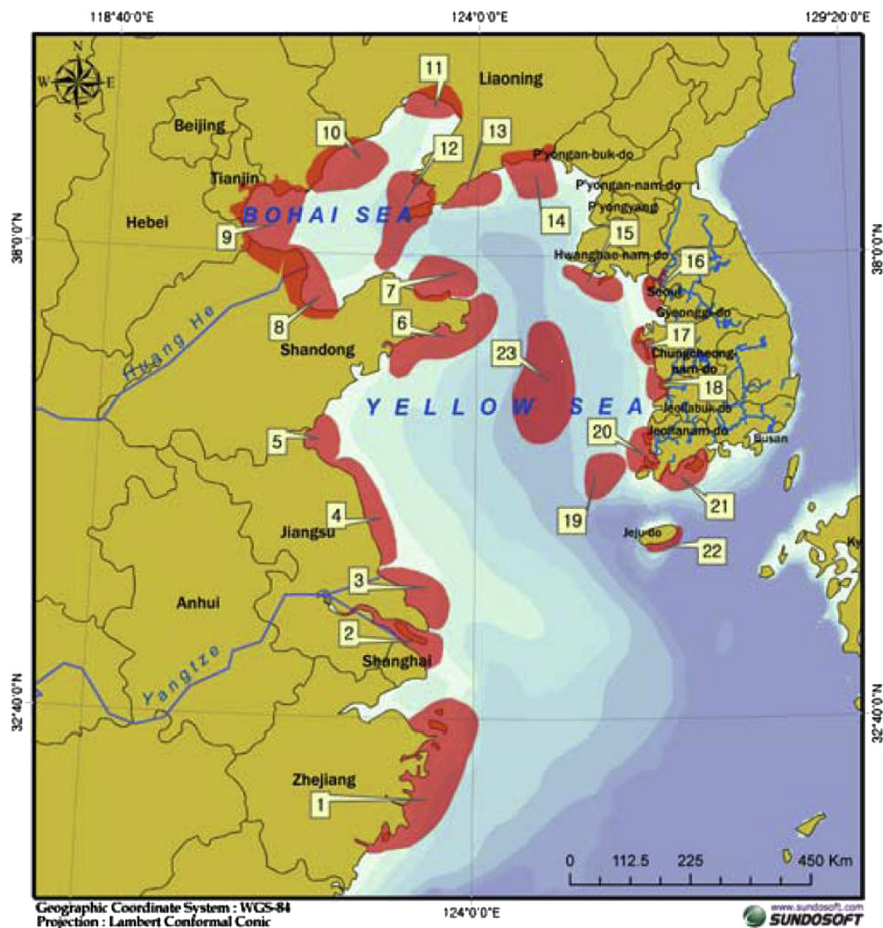 118°40'0"E
124°0'0"E
129°20'0"E
N
W
E
S
11
Liaoning
Beijing
10
12
13
P'yongan-buk-do
Tianjin
P'yongan-nam-do
P'yongyang
14
Hebei
BOHAI SEA
9
15
38°0'0"N
38°0'0"N
Hwanghae-nam-do
16
7
Seoul
8
Gyeonggi-do
6
Huang He
Shandong
23
17
Chungcheong-
nam-do
18
YELLOW SEA
Jeollabuk-do
5
20
Jeollanam-do
Busan
21
4
19
Jiangsu
Jeju-do
22
Ky
3
Anhui
2
Shanghai
Yangtze
32°40'0"N
32°40'0"N
Zhejiang
1
0 112.5 225 450 Km
Geographic Coordinate System : WGS-84
Projection : Lambert Conformal Conic
124°0'0"E
www.sundosoft.com
SUNDOSOFT